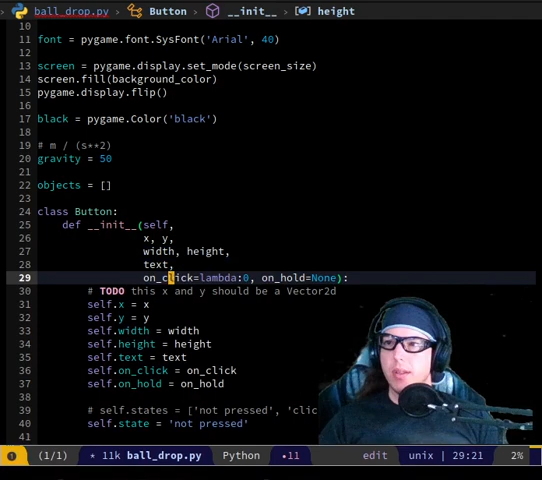 ball_drop.py > Button > __init__ > height
10
11 font = pygame.font.SysFont('Arial', 40)
12
13 screen = pygame.display.set_mode(screen_size)
14 screen.fill(background_color)
15 pygame.display.flip()
16
17 black = pygame.Color('black')
18
19 # m / (s**2)
20 gravity = 50
21
22 objects = []
23
24 class Button:
25 def __init__(self,
26 x, y,
27 width, height,
28 text,
29 on_click=lambda:0, on_hold=None):
30 # TODO this x and y should be a Vector2d
31 self.x = x
32 self.y = y
33 self.width = width
34 self.height = height
35 self.text = text
36 self.on_click = on_click
37 self.on_hold = on_hold
38
39 # self.states = ['not pressed', 'clic
40 self.state = 'not pressed'
41
(1/1) * 11k ball_drop.py Python •11 edit unix | 29:21 2%